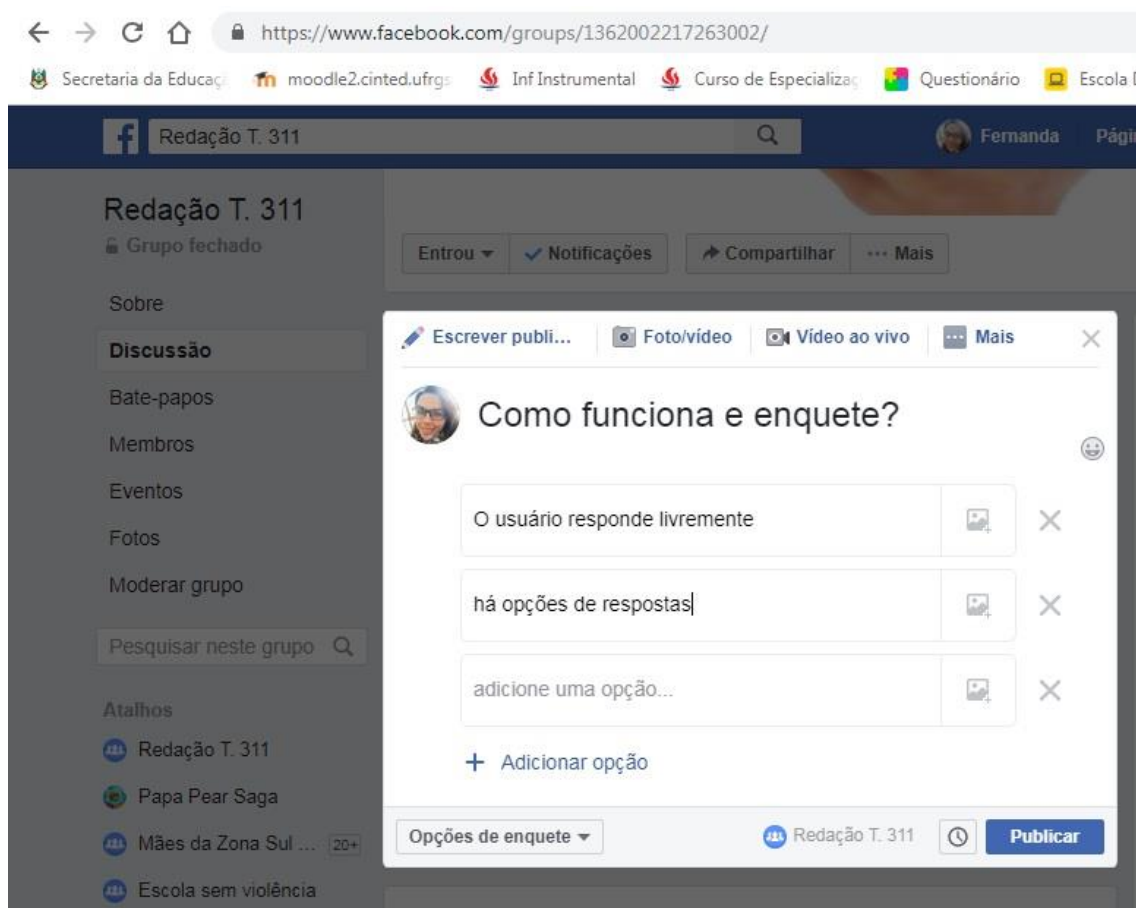 https://www.facebook.com/groups/1362002217263002/
Secretaria da Educaç moodle2.cinted.ufrgs Inf Instrumental Curso de Especializaç Questionário Escola
Redação T. 311 Fernanda
Redação T. 311
Grupo fechado
Entrou Notificações Compartilhar ··· Mais
Sobre
Discussão
Bate-papos
Membros
Eventos
Fotos
Moderar grupo
Pesquisar neste grupo
Atalhos
Redação T. 311
Papa Pear Saga
Mães da Zona Sul ... 20+
Escola sem violência
Escrever publi... Foto/vídeo Vídeo ao vivo Mais
Como funciona e enquete?
O usuário responde livremente
há opções de respostas
adicione uma opção...
+ Adicionar opção
Opções de enquete Redação T. 311 Publicar